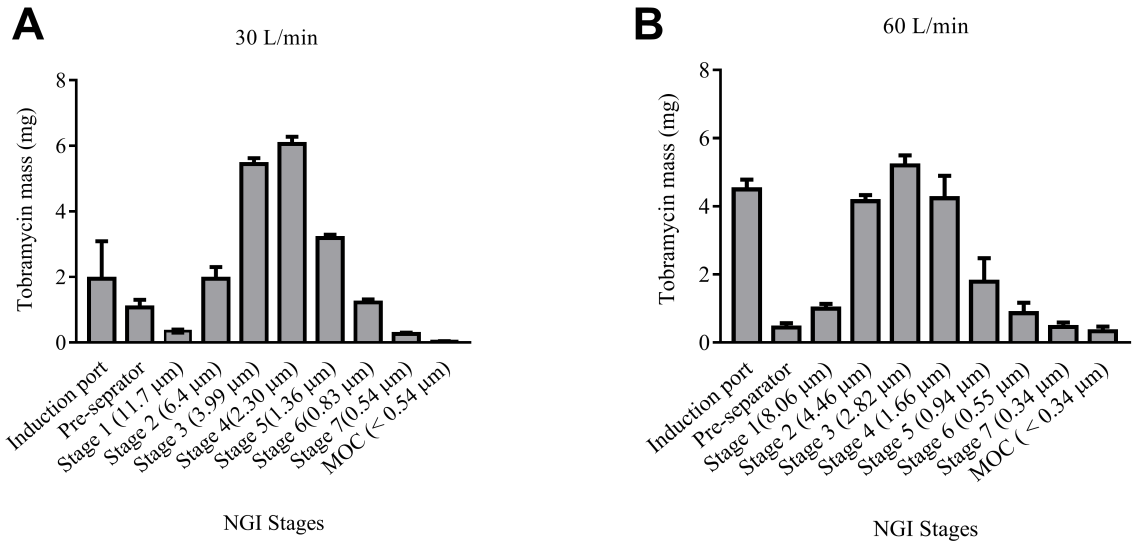 A
30 L/min
Tobramycin mass (mg)
8
6
4
2
0
Induction port
Pre-seprator
Stage 1 (11.7 µm)
Stage 2 (6.4 µm)
Stage 3 (3.99 µm)
Stage 4(2.30 µm)
Stage 5(1.36 µm)
Stage 6(0.83 µm)
Stage 7(0.54 µm)
MOC (< 0.54 µm)
NGI Stages
B
60 L/min
Tobramycin mass (mg)
8
6
4
2
0
Induction port
Pre-separator
Stage 1(8.06 µm)
Stage 2 (4.46 µm)
Stage 3 (2.82 µm)
Stage 4 (1.66 µm)
Stage 5 (0.94 µm)
Stage 6 (0.55 µm)
Stage 7 (0.34 µm)
MOC (< 0.34 µm)
NGI Stages